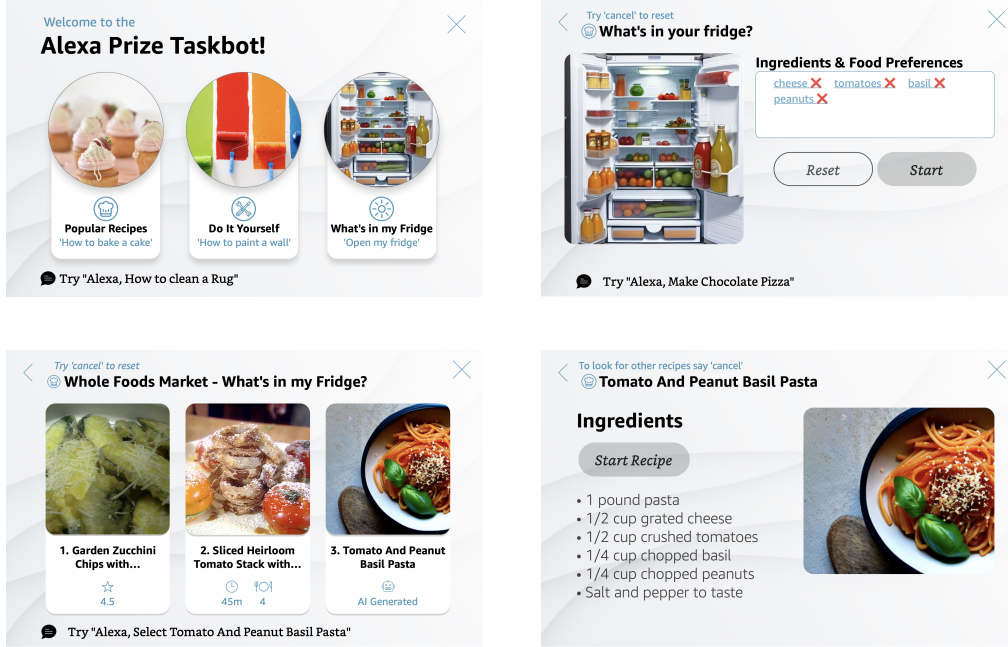 Welcome to the
Alexa Prize Taskbot!
Popular Recipes
'How to bake a cake'
Do It Yourself
'How to paint a wall'
What's in my Fridge
'Open my fridge'
Try "Alexa, How to clean a Rug"
Try 'cancel' to reset
What's in your fridge?
Ingredients & Food Preferences
cheese ❌ tomatoes ❌ basil ❌
peanuts ❌
Reset
Start
Try "Alexa, Make Chocolate Pizza"
Try 'cancel' to reset
Whole Foods Market - What's in my Fridge?
1. Garden Zucchini
Chips with...
4.5
2. Sliced Heirloom
Tomato Stack with...
45m 4
3. Tomato And Peanut
Basil Pasta
AI Generated
Try "Alexa, Select Tomato And Peanut Basil Pasta"
To look for other recipes say 'cancel'
Tomato And Peanut Basil Pasta
Ingredients
Start Recipe
• 1 pound pasta
• 1/2 cup grated cheese
• 1/2 cup crushed tomatoes
• 1/4 cup chopped basil
• 1/4 cup chopped peanuts
• Salt and pepper to taste